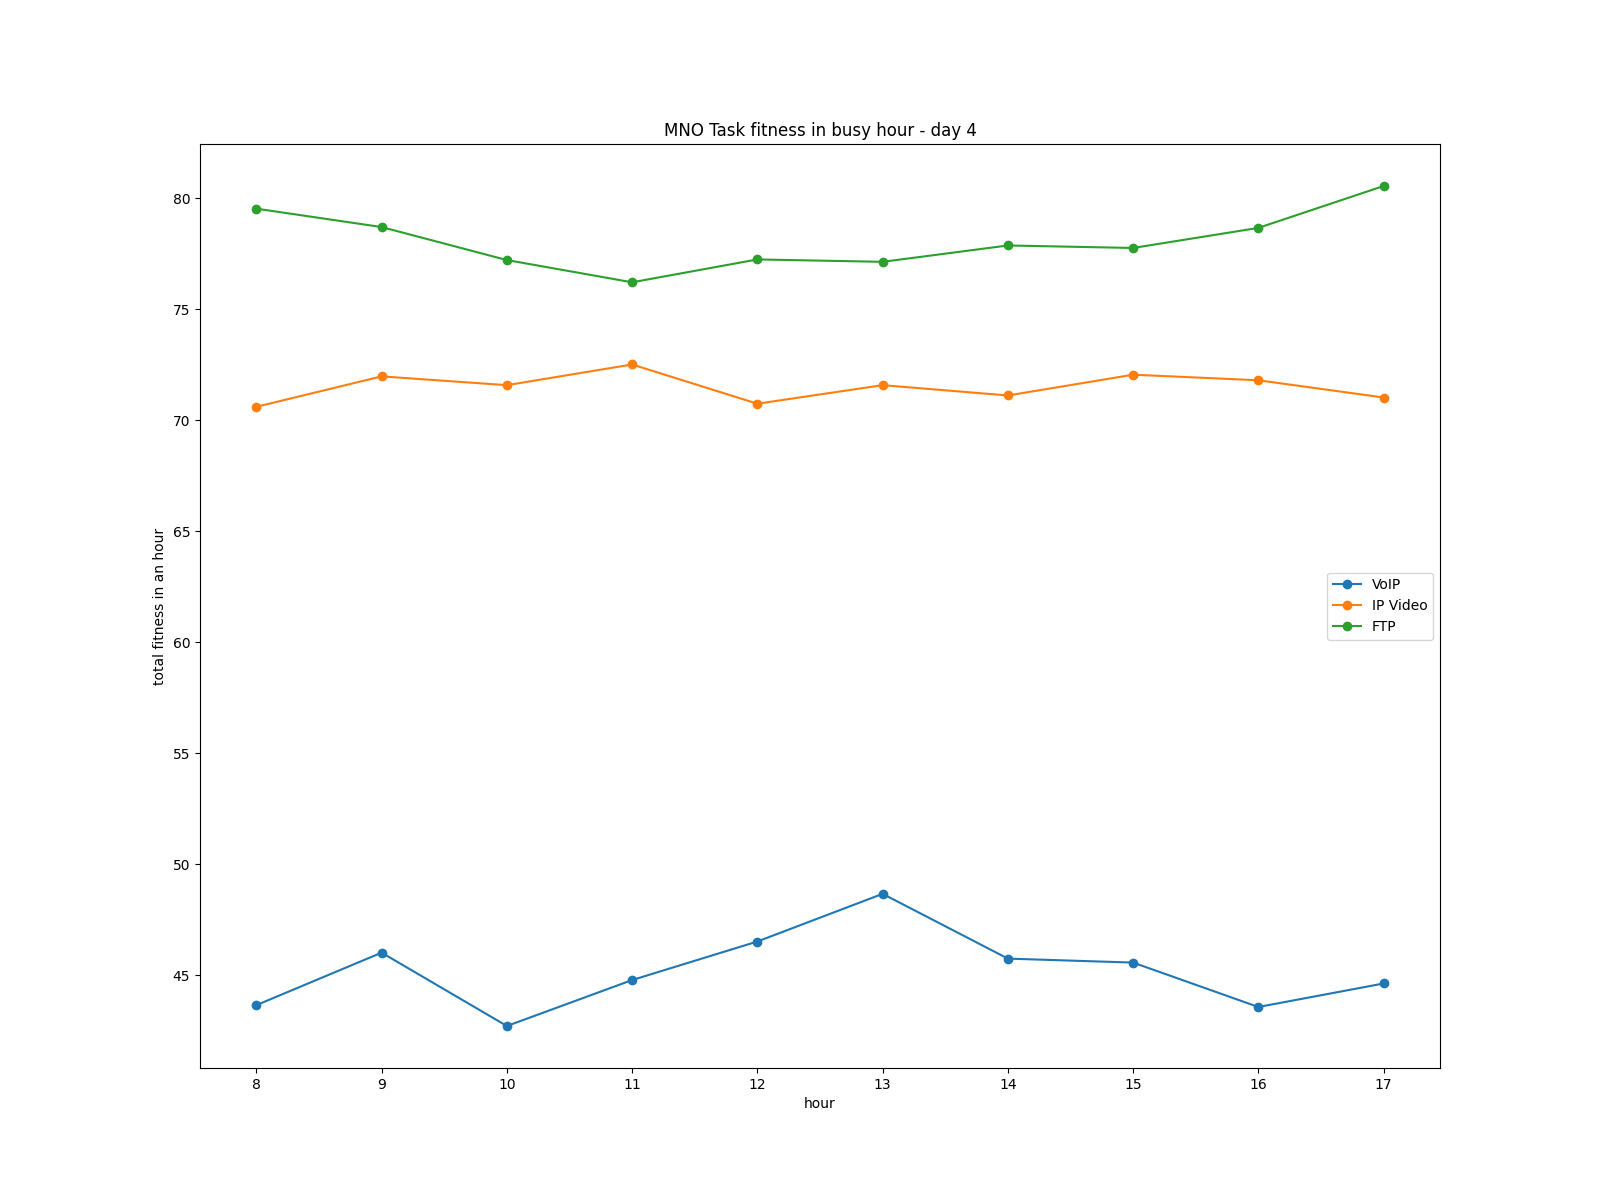 MNO Task fitness in busy hour - day 4
80
75
70
65
60
55
50
45
total fitness in an hour
VoIP
IP Video
FTP
8 9 10 11 12 13 14 15 16 17
hour